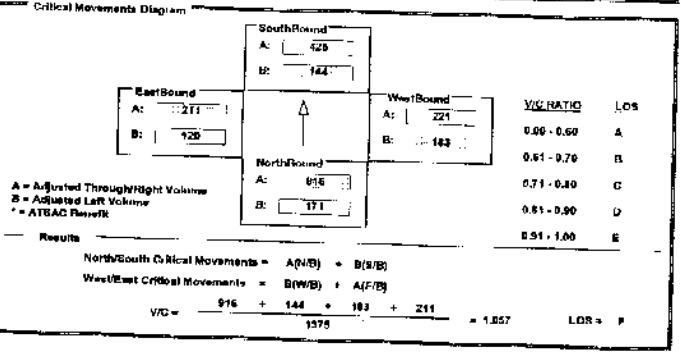 Critical Movements Diagram
SouthBound
A: 425
B: 144
EastBound
A: 211
B: 120
WestBound
A: 221
B: 183
NorthBound
A: 916
B: 171
V/C RATIO LOS
0.00 - 0.60 A
0.61 - 0.70 B
0.71 - 0.80 C
0.81 - 0.90 D
0.91 - 1.00 E
A = Adjusted Through/Right Volume
B = Adjusted Left Volume
* = ATSAC Benefit
Results
North/South Critical Movements = A(N/B) + B(S/B)
West/East Critical Movements = B(W/B) + A(E/B)
V/C = 916 + 144 + 183 + 211 = 1.057 LOS = F
1375